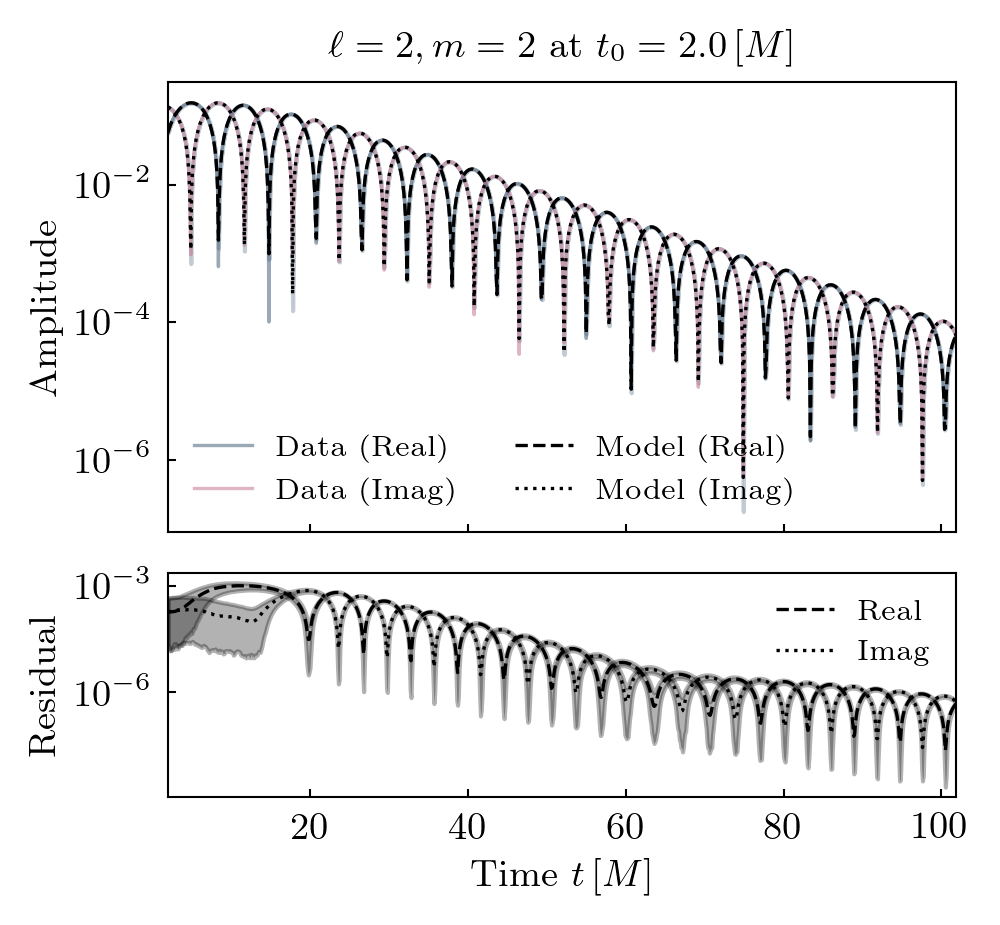 ℓ = 2, m = 2 at t₀ = 2.0 [M]
Amplitude
10⁻²
10⁻⁴
10⁻⁶
Data (Real)
Data (Imag)
Model (Real)
Model (Imag)
Residual
10⁻³
10⁻⁶
Real
Imag
20 40 60 80 100
Time t [M]